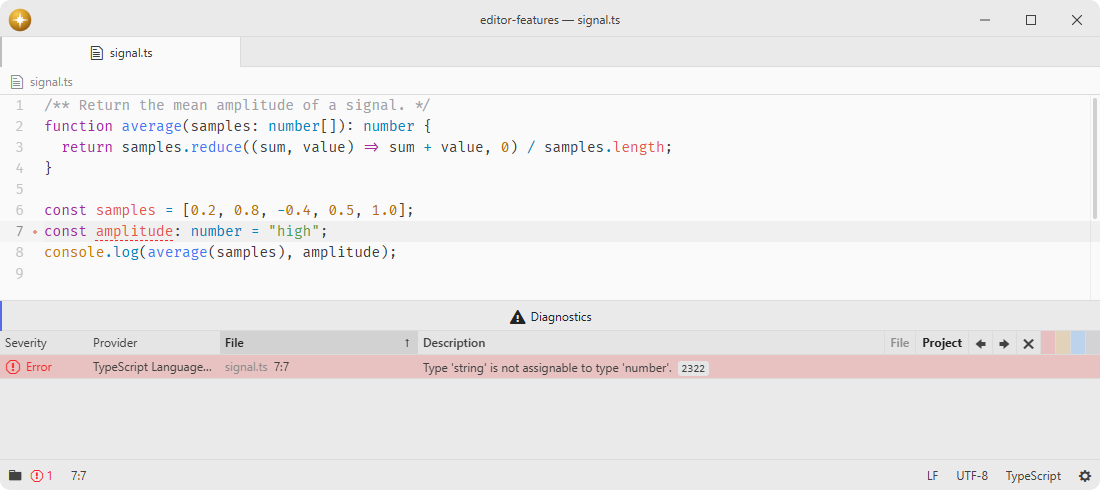 editor-features — signal.ts
signal.ts
signal.ts
1 /** Return the mean amplitude of a signal. */
2 function average(samples: number[]): number {
3 return samples.reduce((sum, value) => sum + value, 0) / samples.length;
4 }
5
6 const samples = [0.2, 0.8, -0.4, 0.5, 1.0];
7 const amplitude: number = "high";
8 console.log(average(samples), amplitude);
9
Diagnostics
Severity Provider File ↑ Description File Project
Error TypeScript Language... signal.ts 7:7 Type 'string' is not assignable to type 'number'. 2322
1 7:7 LF UTF-8 TypeScript